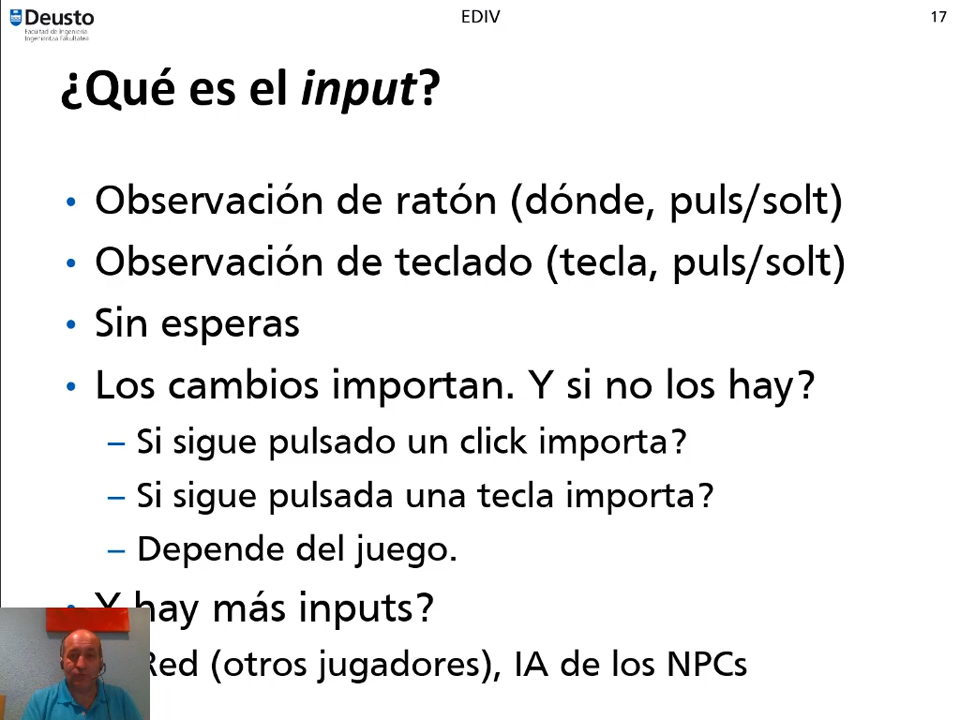 Deusto
Facultad de Ingeniería
Ingeniaritza Fakultatea
EDIV
17
¿Qué es el input?
• Observación de ratón (dónde, puls/solt)
• Observación de teclado (tecla, puls/solt)
• Sin esperas
• Los cambios importan. Y si no los hay?
– Si sigue pulsado un click importa?
– Si sigue pulsada una tecla importa?
– Depende del juego.
• Y hay más inputs?
Red (otros jugadores), IA de los NPCs